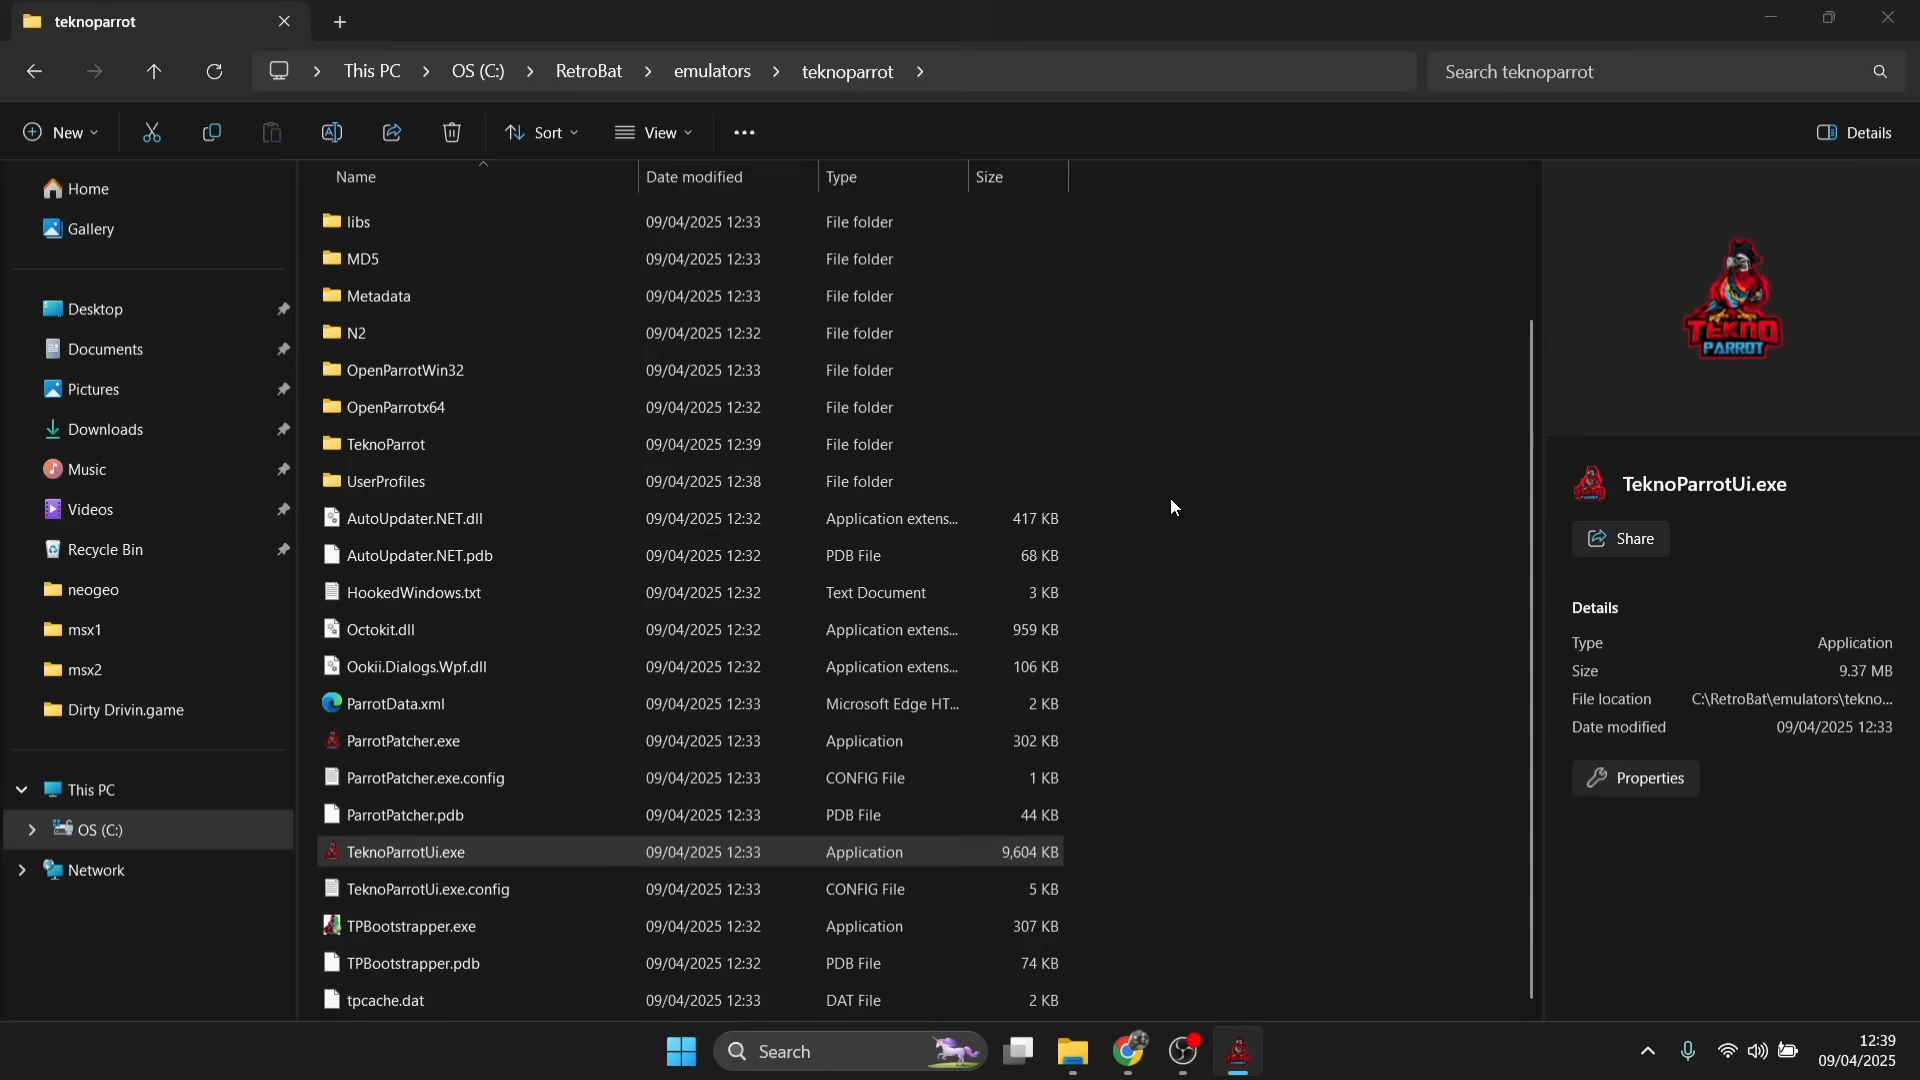 teknoparrot
This PC
OS (C:)
RetroBat
emulators
teknoparrot
Search teknoparrot
New
Sort
View
Details
Home
Gallery
Desktop
Documents
Pictures
Downloads
Music
Videos
Recycle Bin
neogeo
msx1
msx2
Dirty Drivin.game
This PC
OS (C:)
Network
Name Date modified Type Size
libs 09/04/2025 12:33 File folder
MD5 09/04/2025 12:33 File folder
Metadata 09/04/2025 12:33 File folder
N2 09/04/2025 12:32 File folder
OpenParrotWin32 09/04/2025 12:33 File folder
OpenParrotx64 09/04/2025 12:32 File folder
TeknoParrot 09/04/2025 12:39 File folder
UserProfiles 09/04/2025 12:38 File folder
AutoUpdater.NET.dll 09/04/2025 12:32 Application extens... 417 KB
AutoUpdater.NET.pdb 09/04/2025 12:32 PDB File 68 KB
HookedWindows.txt 09/04/2025 12:32 Text Document 3 KB
Octokit.dll 09/04/2025 12:32 Application extens... 959 KB
Ookii.Dialogs.Wpf.dll 09/04/2025 12:32 Application extens... 106 KB
ParrotData.xml 09/04/2025 12:33 Microsoft Edge HT... 2 KB
ParrotPatcher.exe 09/04/2025 12:33 Application 302 KB
ParrotPatcher.exe.config 09/04/2025 12:33 CONFIG File 1 KB
ParrotPatcher.pdb 09/04/2025 12:33 PDB File 44 KB
TeknoParrotUi.exe 09/04/2025 12:33 Application 9,604 KB
TeknoParrotUi.exe.config 09/04/2025 12:33 CONFIG File 5 KB
TPBootstrapper.exe 09/04/2025 12:32 Application 307 KB
TPBootstrapper.pdb 09/04/2025 12:32 PDB File 74 KB
tpcache.dat 09/04/2025 12:33 DAT File 2 KB
TEKNO
PARROT
TeknoParrotUi.exe
Share
Details
Type Application
Size 9.37 MB
File location C:\RetroBat\emulators\tekno...
Date modified 09/04/2025 12:33
Properties
Search
12:39
09/04/2025